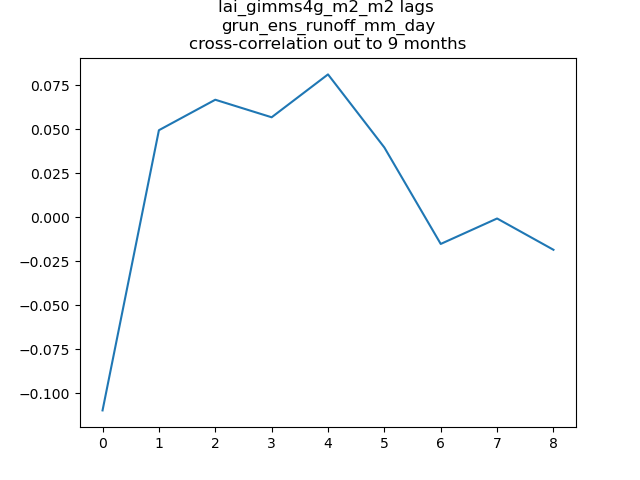 lai_gimms4g_m2_m2 lags
grun_ens_runoff_mm_day
cross-correlation out to 9 months
0.075
0.050
0.025
0.000
−0.025
−0.050
−0.075
−0.100
0 1 2 3 4 5 6 7 8